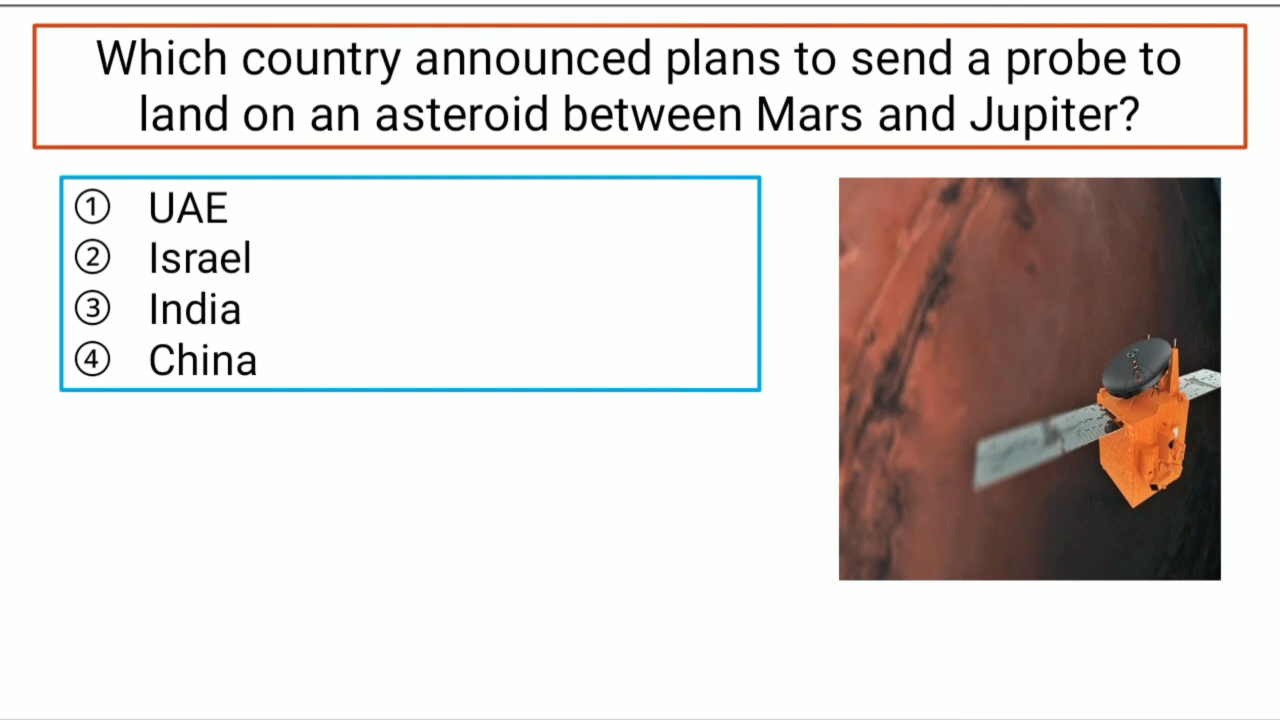 Which country announced plans to send a probe to
land on an asteroid between Mars and Jupiter?
① UAE
② Israel
③ India
④ China